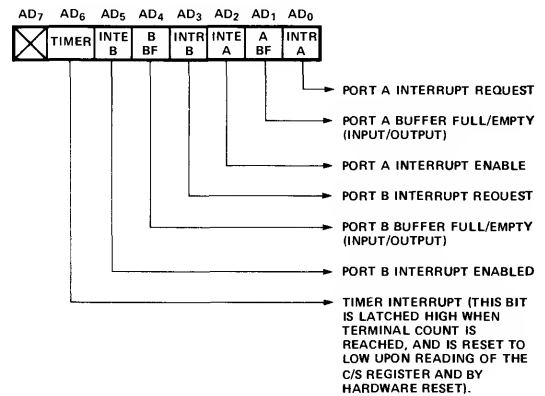 AD7 AD6 AD5 AD4 AD3 AD2 AD1 AD0
TIMER INTE B B BF INTR B INTE A A BF INTR A
PORT A INTERRUPT REQUEST
PORT A BUFFER FULL/EMPTY
(INPUT/OUTPUT)
PORT A INTERRUPT ENABLE
PORT B INTERRUPT REQUEST
PORT B BUFFER FULL/EMPTY
(INPUT/OUTPUT)
PORT B INTERRUPT ENABLED
TIMER INTERRUPT (THIS BIT
IS LATCHED HIGH WHEN
TERMINAL COUNT IS
REACHED, AND IS RESET TO
LOW UPON READING OF THE
C/S REGISTER AND BY
HARDWARE RESET).